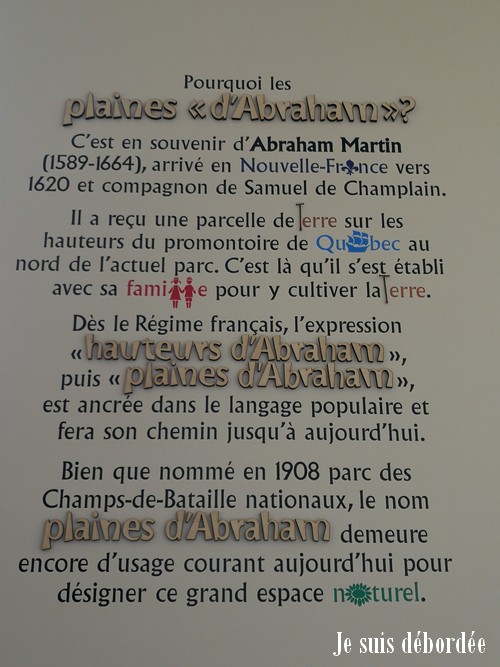 Pourquoi les
plaines « d'Abraham »?
C'est en souvenir d'Abraham Martin
(1589-1664), arrivé en Nouvelle-France vers
1620 et compagnon de Samuel de Champlain.
Il a reçu une parcelle de Terre sur les
hauteurs du promontoire de Québec au
nord de l'actuel parc. C'est là qu'il s'est établi
avec sa famille pour y cultiver la Terre.
Dès le Régime français, l'expression
« hauteurs d'Abraham »,
puis « plaines d'Abraham »,
est ancrée dans le langage populaire et
fera son chemin jusqu'à aujourd'hui.
Bien que nommé en 1908 parc des
Champs-de-Bataille nationaux, le nom
plaines d'Abraham demeure
encore d'usage courant aujourd'hui pour
désigner ce grand espace naturel.
Je suis débordée